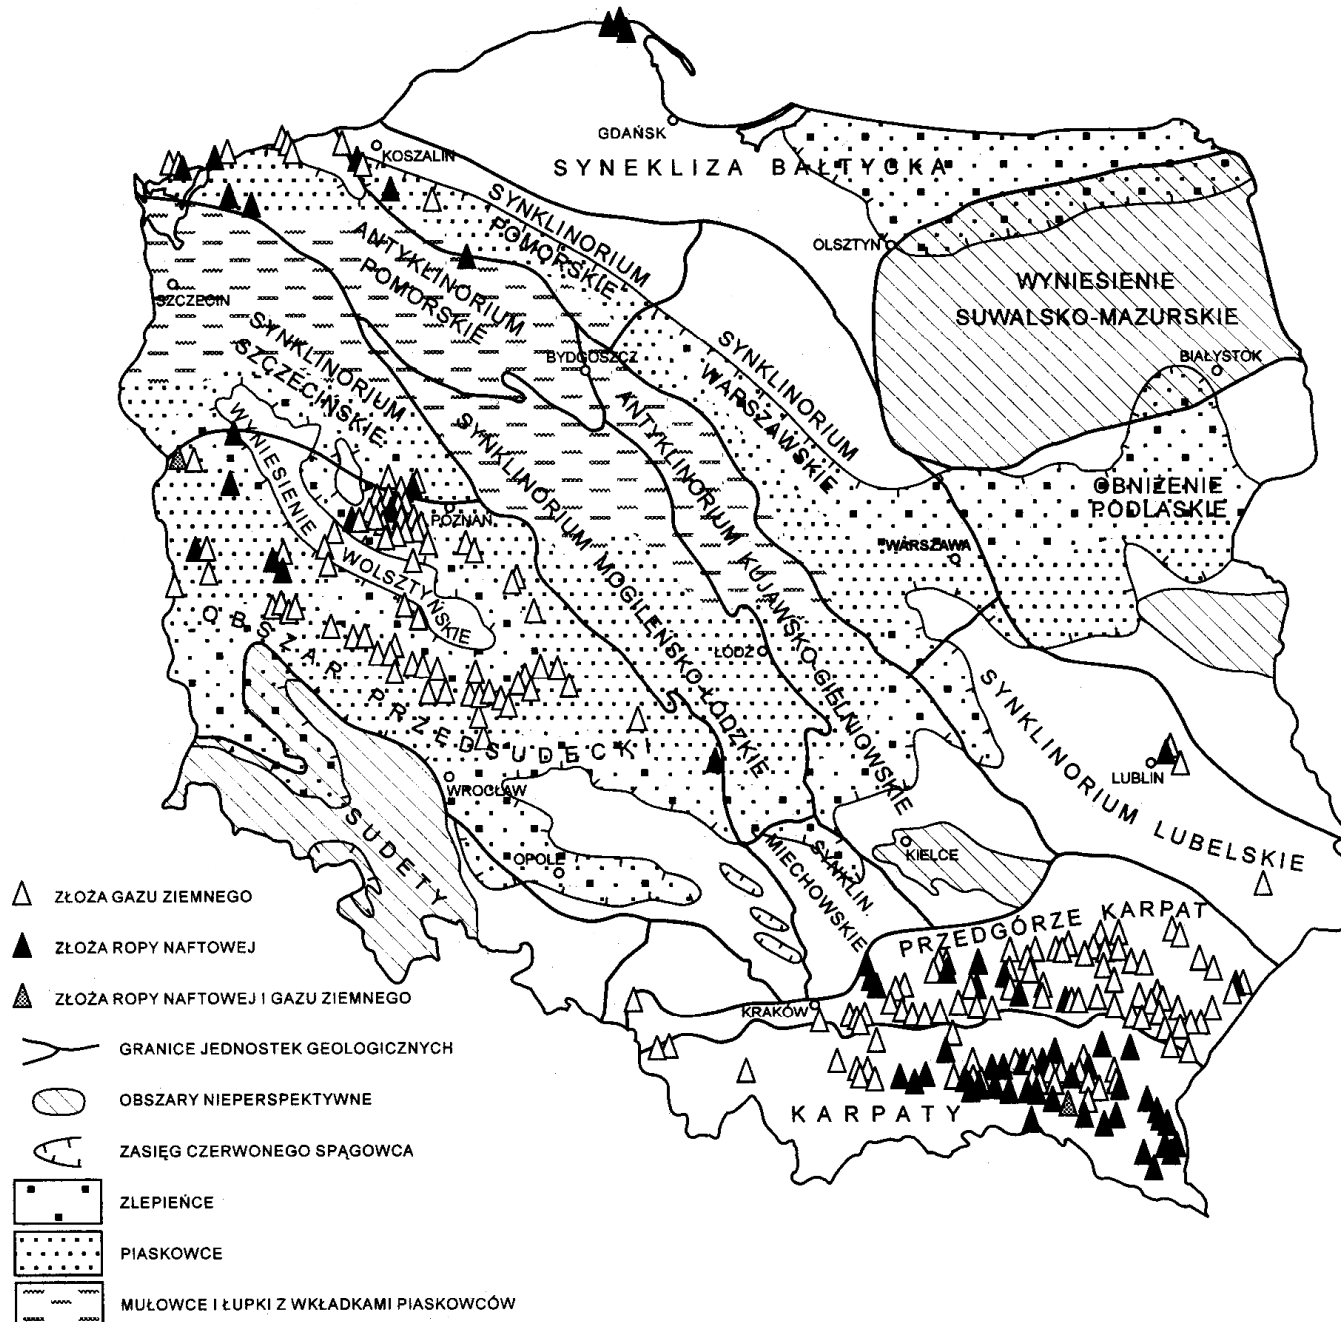 GDAŃSK
KOSZALIN
SYNEKLIZA BAŁTYCKA
SYNKLINORIUM
POMORSKIE
OLSZTYN
ANTYKLINORIUM
POMORSKIE
SZCZECIN
WYNIESIENIE
SUWALSKO-MAZURSKIE
SYNKLINORIUM
SZCZECIŃSKIE
BYDGOSZCZ
BIAŁYSTOK
SYNKLINORIUM
WARSZAWSKIE
WYNIESIENIE
WOLSZTYŃSKIE
SYNKLINORIUM MOGILEŃSKO-ŁÓDZKIE
ANTYKLINORIUM KUJAWSKO-GIELNIOWSKIE
OBNIŻENIE
PODLASKIE
POZNAŃ
WARSZAWA
OBSZAR PRZEDSUDECKI
ŁÓDŹ
SYNKLINORIUM LUBELSKIE
LUBLIN
WROCŁAW
SUDETY
OPOLE
KIELCE
SYNKLIN.
MIECHOWSKIE
PRZEDGÓRZE KARPAT
KRAKÓW
KARPATY
ZŁOŻA GAZU ZIEMNEGO
ZŁOŻA ROPY NAFTOWEJ
ZŁOŻA ROPY NAFTOWEJ I GAZU ZIEMNEGO
GRANICE JEDNOSTEK GEOLOGICZNYCH
OBSZARY NIEPERSPEKTYWNE
ZASIĘG CZERWONEGO SPĄGOWCA
ZLEPIEŃCE
PIASKOWCE
MUŁOWCE I ŁUPKI Z WKŁADKAMI PIASKOWCÓW